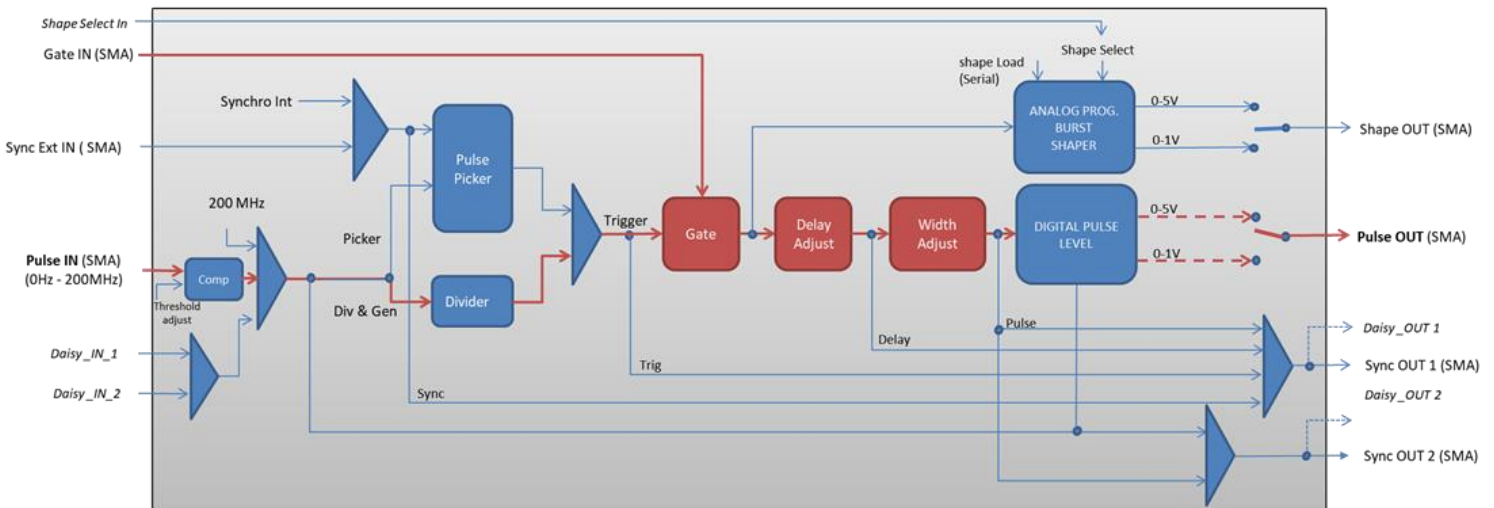 Shape Select In
Gate IN (SMA)
Shape Select
shape Load
(Serial)
Synchro Int
ANALOG PROG.
BURST
SHAPER
0-5V
0-1V
Shape OUT (SMA)
Sync Ext IN ( SMA)
Pulse
Picker
200 MHz
Picker
Trigger
Gate
Delay
Adjust
Width
Adjust
DIGITAL PULSE
LEVEL
0-5V
0-1V
Pulse OUT (SMA)
Pulse IN (SMA)
(0Hz - 200MHz)
Comp
Threshold
adjust
Div & Gen
Divider
Daisy_IN_1
Daisy_IN_2
Pulse
Delay
Trig
Sync
Daisy_OUT 1
Sync OUT 1 (SMA)
Daisy_OUT 2
Sync OUT 2 (SMA)